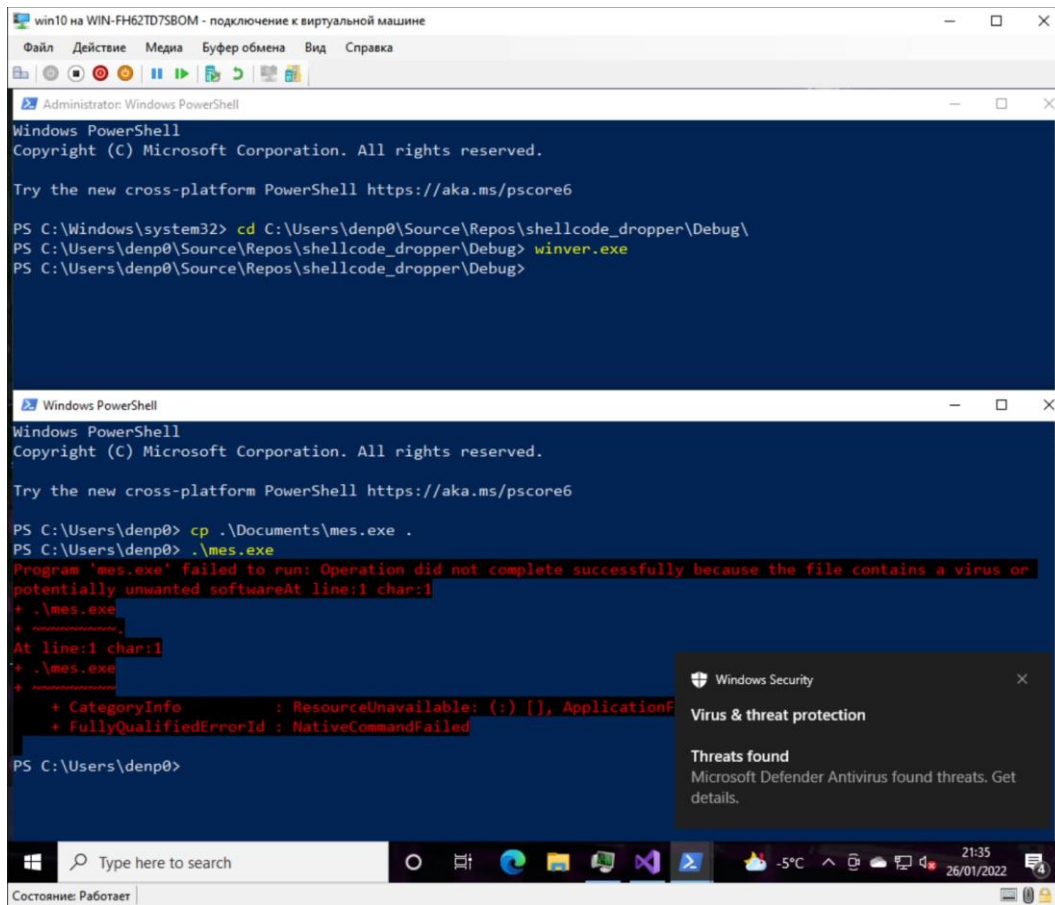 win10 на WIN-FH62TD7SBOM - подключение к виртуальной машине
Файл Действие Медиа Буфер обмена Вид Справка
Administrator: Windows PowerShell
Windows PowerShell
Copyright (C) Microsoft Corporation. All rights reserved.
Try the new cross-platform PowerShell https://aka.ms/pscore6
PS C:\Windows\system32> cd C:\Users\denp0\Source\Repos\shellcode_dropper\Debug\
PS C:\Users\denp0\Source\Repos\shellcode_dropper\Debug> winver.exe
PS C:\Users\denp0\Source\Repos\shellcode_dropper\Debug>
Windows PowerShell
Windows PowerShell
Copyright (C) Microsoft Corporation. All rights reserved.
Try the new cross-platform PowerShell https://aka.ms/pscore6
PS C:\Users\denp0> cp .\Documents\mes.exe .
PS C:\Users\denp0> .\mes.exe
Program 'mes.exe' failed to run: Operation did not complete successfully because the file contains a virus or
potentially unwanted softwareAt line:1 char:1
+ .\mes.exe
+ ~~~~~~~~~.
At line:1 char:1
+ .\mes.exe
+ ~~~~~~~~~
+ CategoryInfo : ResourceUnavailable: (:) [], ApplicationF
+ FullyQualifiedErrorId : NativeCommandFailed
PS C:\Users\denp0>
Windows Security
Virus & threat protection
Threats found
Microsoft Defender Antivirus found threats. Get
details.
Type here to search
-5°C
21:35
26/01/2022
4
Состояние: Работает